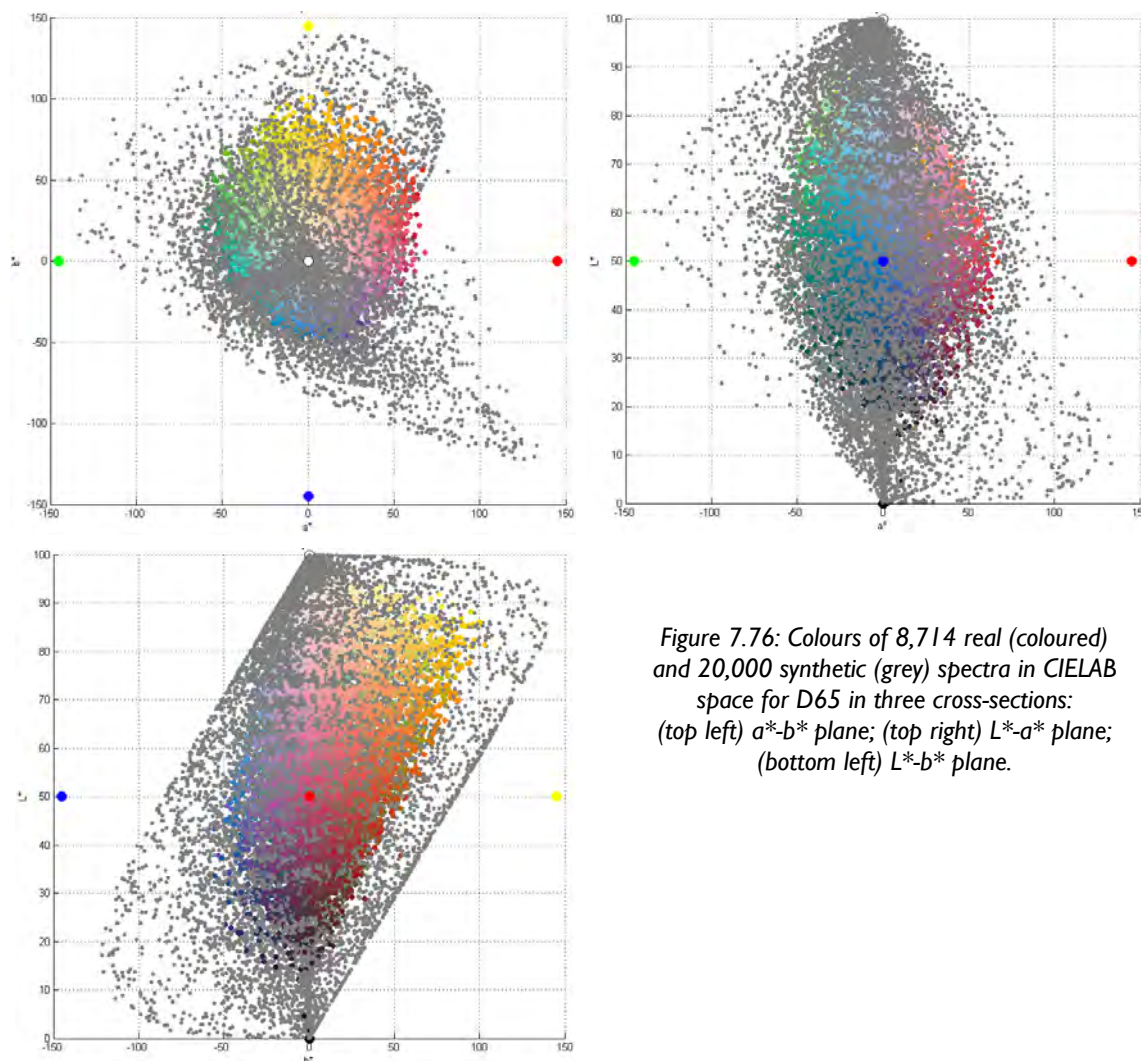 150
100
50
0
-50
-100
-150
-150 -100 -50 0 50 100 150
a*
b*
100
90
80
70
60
50
40
30
20
10
0
-150 -100 -50 0 50 100 150
a*
L*
100
90
80
70
60
50
40
30
20
10
0
-150 -100 -50 0 50 100 150
b*
L*
Figure 7.76: Colours of 8,714 real (coloured)
and 20,000 synthetic (grey) spectra in CIELAB
space for D65 in three cross-sections:
(top left) a*-b* plane; (top right) L*-a* plane;
(bottom left) L*-b* plane.